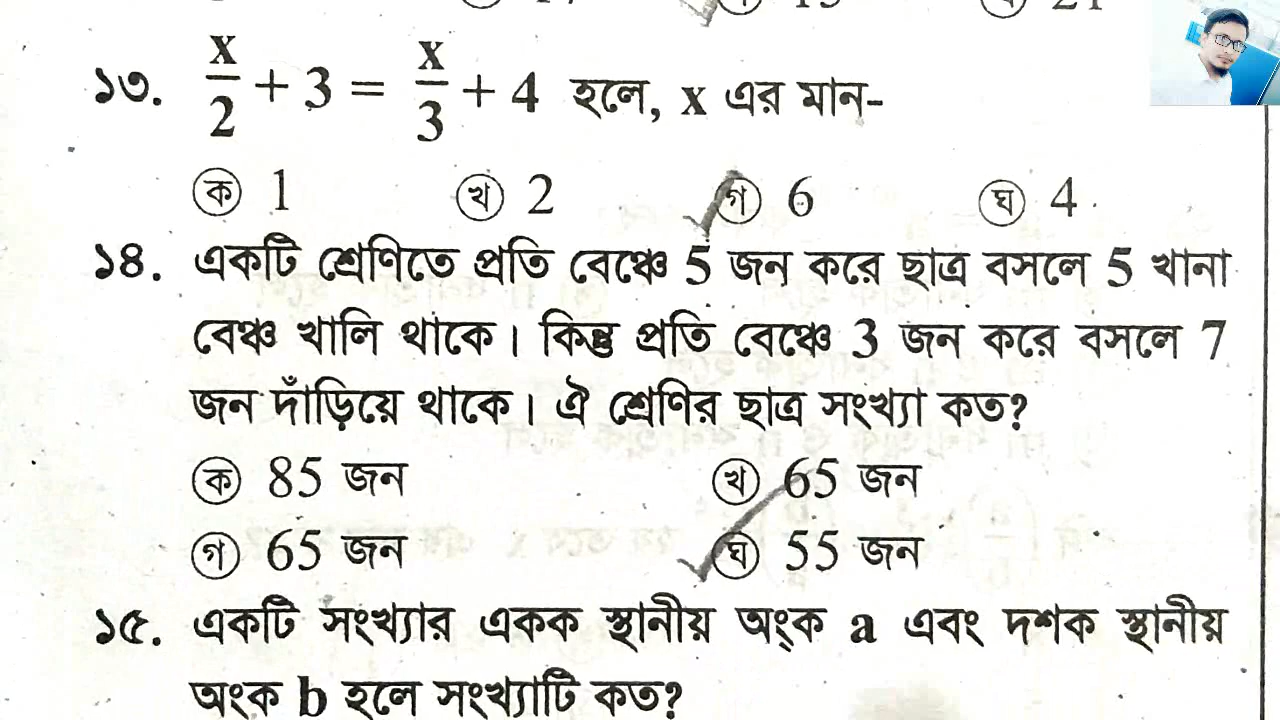 ১৩. x/2 + 3 = x/3 + 4 হলে, x এর মান-
ক 1 খ 2 গ 6 ঘ 4
১৪. একটি শ্রেণিতে প্রতি বেঞ্চে 5 জন করে ছাত্র বসলে 5 খানা
বেঞ্চ খালি থাকে। কিন্তু প্রতি বেঞ্চে 3 জন করে বসলে 7
জন দাঁড়িয়ে থাকে। ঐ শ্রেণির ছাত্র সংখ্যা কত?
ক 85 জন খ 65 জন
গ 65 জন ঘ 55 জন
১৫. একটি সংখ্যার একক স্থানীয় অংক a এবং দশক স্থানীয়
অংক b হলে সংখ্যাটি কত?